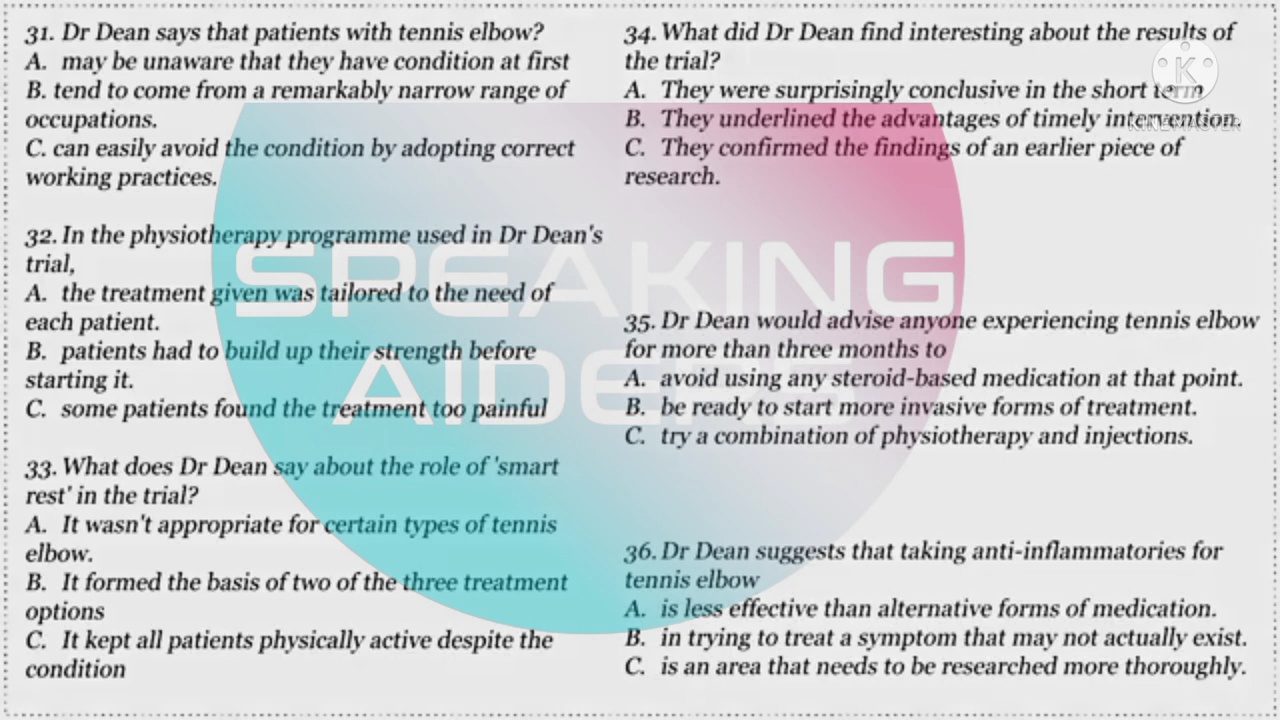 31. Dr Dean says that patients with tennis elbow?
A. may be unaware that they have condition at first
B. tend to come from a remarkably narrow range of
occupations.
C. can easily avoid the condition by adopting correct
working practices.
32. In the physiotherapy programme used in Dr Dean's
trial,
A. the treatment given was tailored to the need of
each patient.
B. patients had to build up their strength before
starting it.
C. some patients found the treatment too painful
33. What does Dr Dean say about the role of 'smart
rest' in the trial?
A. It wasn't appropriate for certain types of tennis
elbow.
B. It formed the basis of two of the three treatment
options
C. It kept all patients physically active despite the
condition
34. What did Dr Dean find interesting about the results of
the trial?
A. They were surprisingly conclusive in the short term
B. They underlined the advantages of timely intervention.
C. They confirmed the findings of an earlier piece of
research.
35. Dr Dean would advise anyone experiencing tennis elbow
for more than three months to
A. avoid using any steroid-based medication at that point.
B. be ready to start more invasive forms of treatment.
C. try a combination of physiotherapy and injections.
36. Dr Dean suggests that taking anti-inflammatories for
tennis elbow
A. is less effective than alternative forms of medication.
B. in trying to treat a symptom that may not actually exist.
C. is an area that needs to be researched more thoroughly.
SPEAKING
AIDERS
K
KINEMASTER